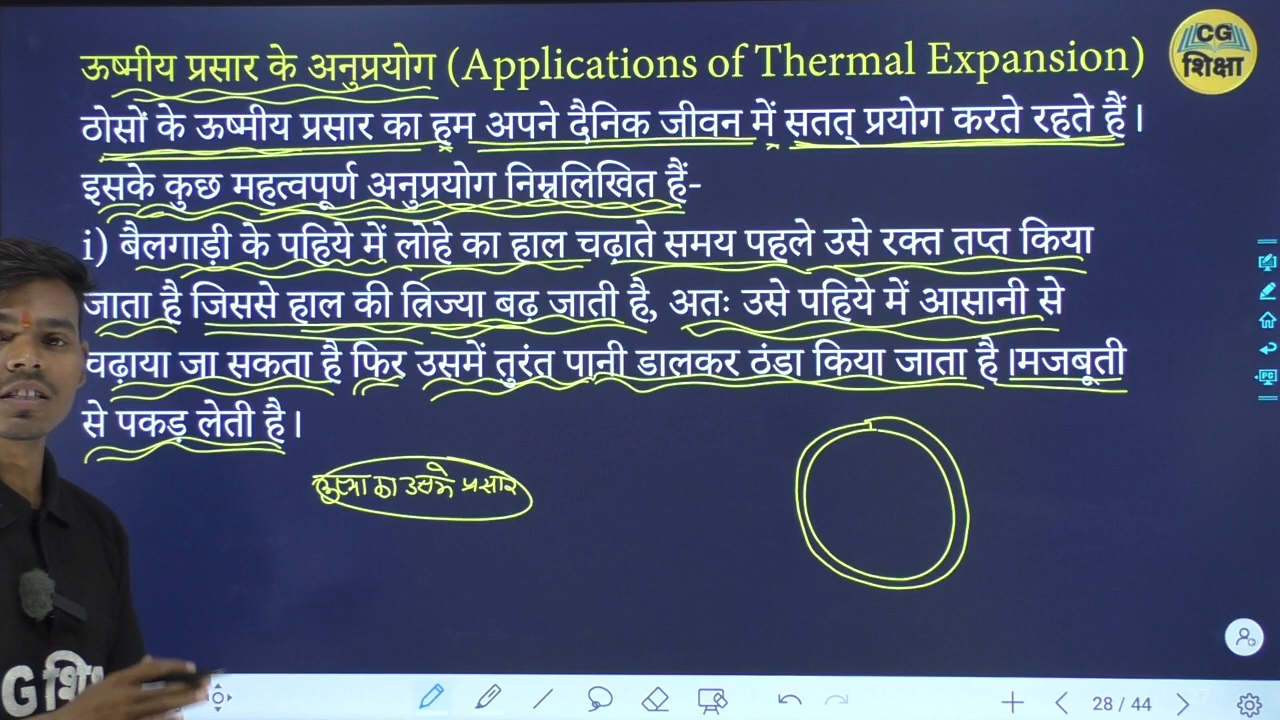 ऊष्मीय प्रसार के अनुप्रयोग (Applications of Thermal Expansion)
CG
शिक्षा
ठोसों के ऊष्मीय प्रसार का हम अपने दैनिक जीवन में सतत् प्रयोग करते रहते हैं।
इसके कुछ महत्वपूर्ण अनुप्रयोग निम्नलिखित हैं-
i) बैलगाड़ी के पहिये में लोहे का हाल चढ़ाते समय पहले उसे रक्त तप्त किया
जाता है जिससे हाल की त्रिज्या बढ़ जाती है, अतः उसे पहिये में आसानी से
चढ़ाया जा सकता है फिर उसमें तुरंत पानी डालकर ठंडा किया जाता है ।मजबूती
से पकड़ लेती है।
का उसमे प्रसार
PC
G शि
28 / 44